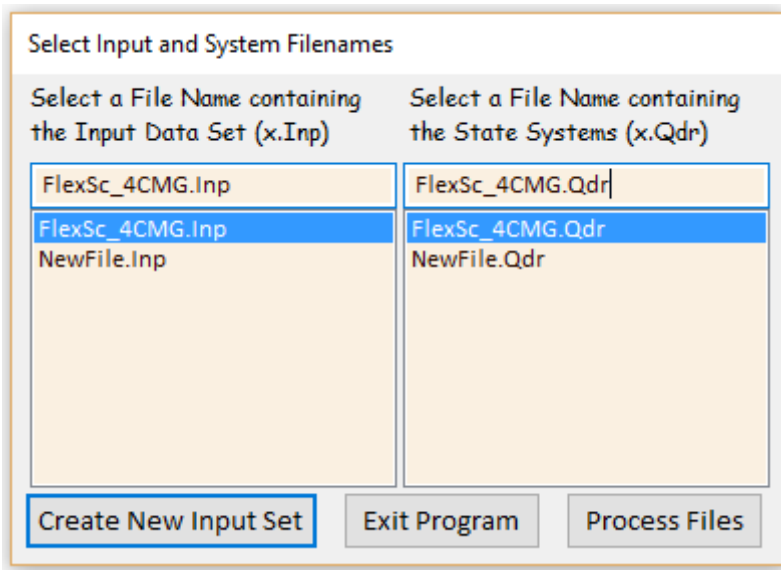 Select Input and System Filenames
Select a File Name containing
the Input Data Set (x.Inp)
FlexSc_4CMG.Inp
FlexSc_4CMG.Inp
NewFile.Inp
Select a File Name containing
the State Systems (x.Qdr)
FlexSc_4CMG.Qdr
FlexSc_4CMG.Qdr
NewFile.Qdr
Create New Input Set
Exit Program
Process Files